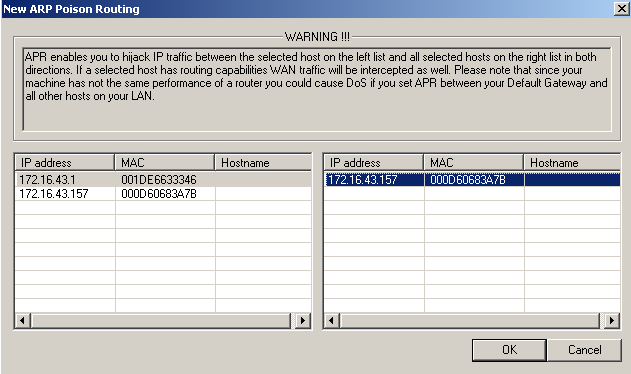 New ARP Poison Routing
WARNING !!!
APR enables you to hijack IP traffic between the selected host on the left list and all selected hosts on the right list in both
directions. If a selected host has routing capabilities WAN traffic will be intercepted as well. Please note that since your
machine has not the same performance of a router you could cause DoS if you set APR between your Default Gateway and
all other hosts on your LAN.
IP address MAC Hostname
172.16.43.1 001DE6633346
172.16.43.157 000D60683A7B
IP address MAC Hostname
172.16.43.157 000D60683A7B
OK Cancel